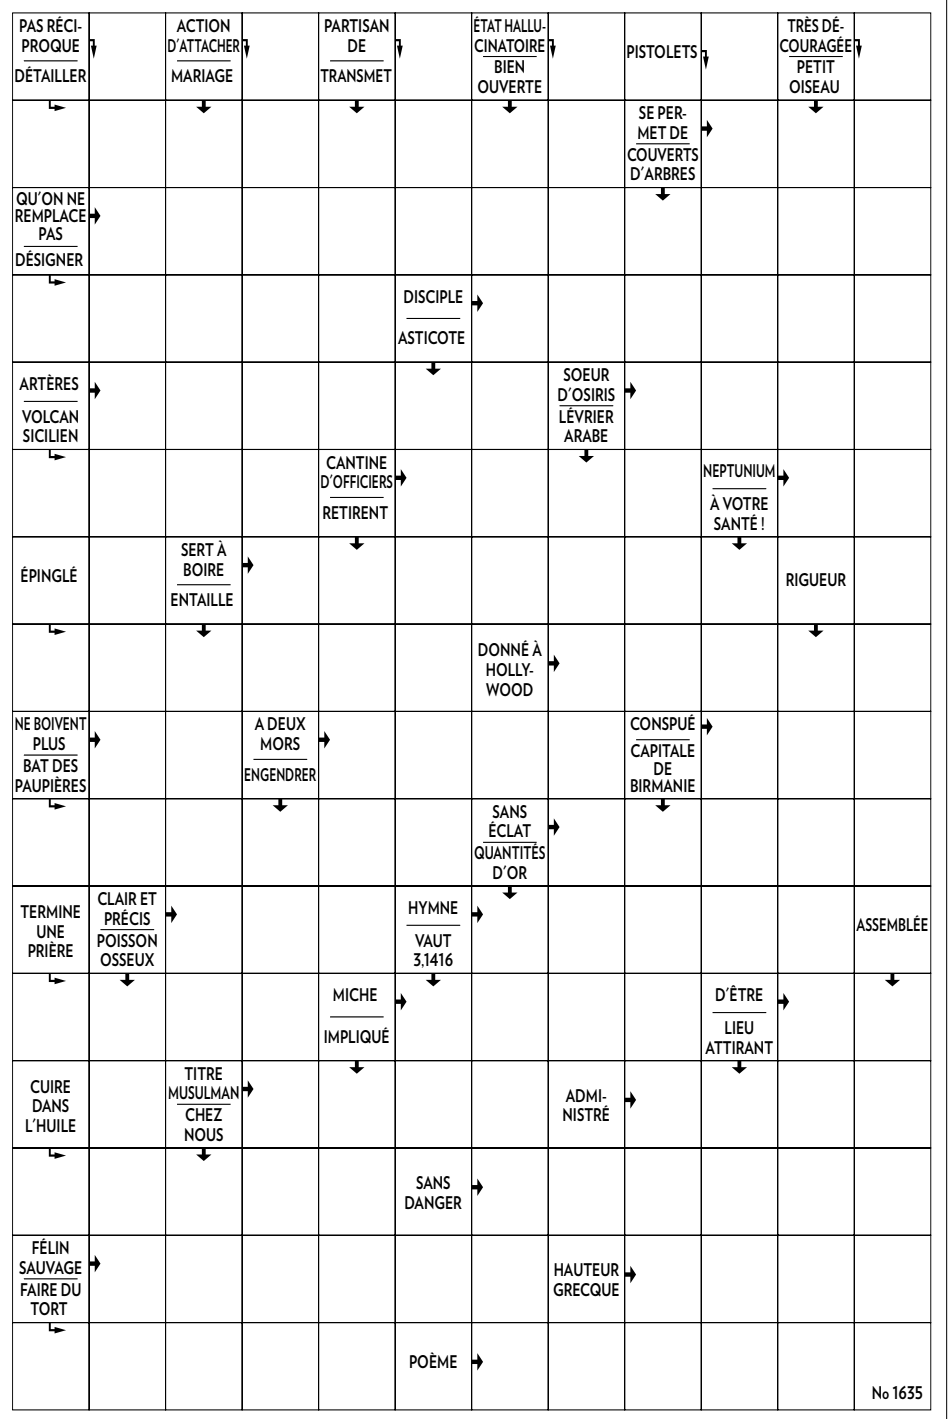 PAS RÉCI-
PROQUE
DÉTAILLER
ACTION
D'ATTACHER
MARIAGE
PARTISAN
DE
TRANSMET
ÉTAT HALLU-
CINATOIRE
BIEN
OUVERTE
PISTOLETS
TRÈS DÉ-
COURAGÉE
PETIT
OISEAU
SE PER-
MET DE
COUVERTS
D'ARBRES
QU'ON NE
REMPLACE
PAS
DÉSIGNER
DISCIPLE
ASTICOTE
ARTÈRES
VOLCAN
SICILIEN
SOEUR
D'OSIRIS
LÉVRIER
ARABE
CANTINE
D'OFFICIERS
RETIRENT
NEPTUNIUM
À VOTRE
SANTÉ !
ÉPINGLÉ
SERT À
BOIRE
ENTAILLE
RIGUEUR
DONNÉ À
HOLLY-
WOOD
NE BOIVENT
PLUS
BAT DES
PAUPIÈRES
A DEUX
MORS
ENGENDRER
CONSPUÉ
CAPITALE
DE
BIRMANIE
SANS
ÉCLAT
QUANTITÉS
D'OR
TERMINE
UNE
PRIÈRE
CLAIR ET
PRÉCIS
POISSON
OSSEUX
HYMNE
VAUT
3,1416
ASSEMBLÉE
MICHE
IMPLIQUÉ
D'ÊTRE
LIEU
ATTIRANT
CUIRE
DANS
L'HUILE
TITRE
MUSULMAN
CHEZ
NOUS
ADMI-
NISTRÉ
SANS
DANGER
FÉLIN
SAUVAGE
FAIRE DU
TORT
HAUTEUR
GRECQUE
POÈME
No 1635